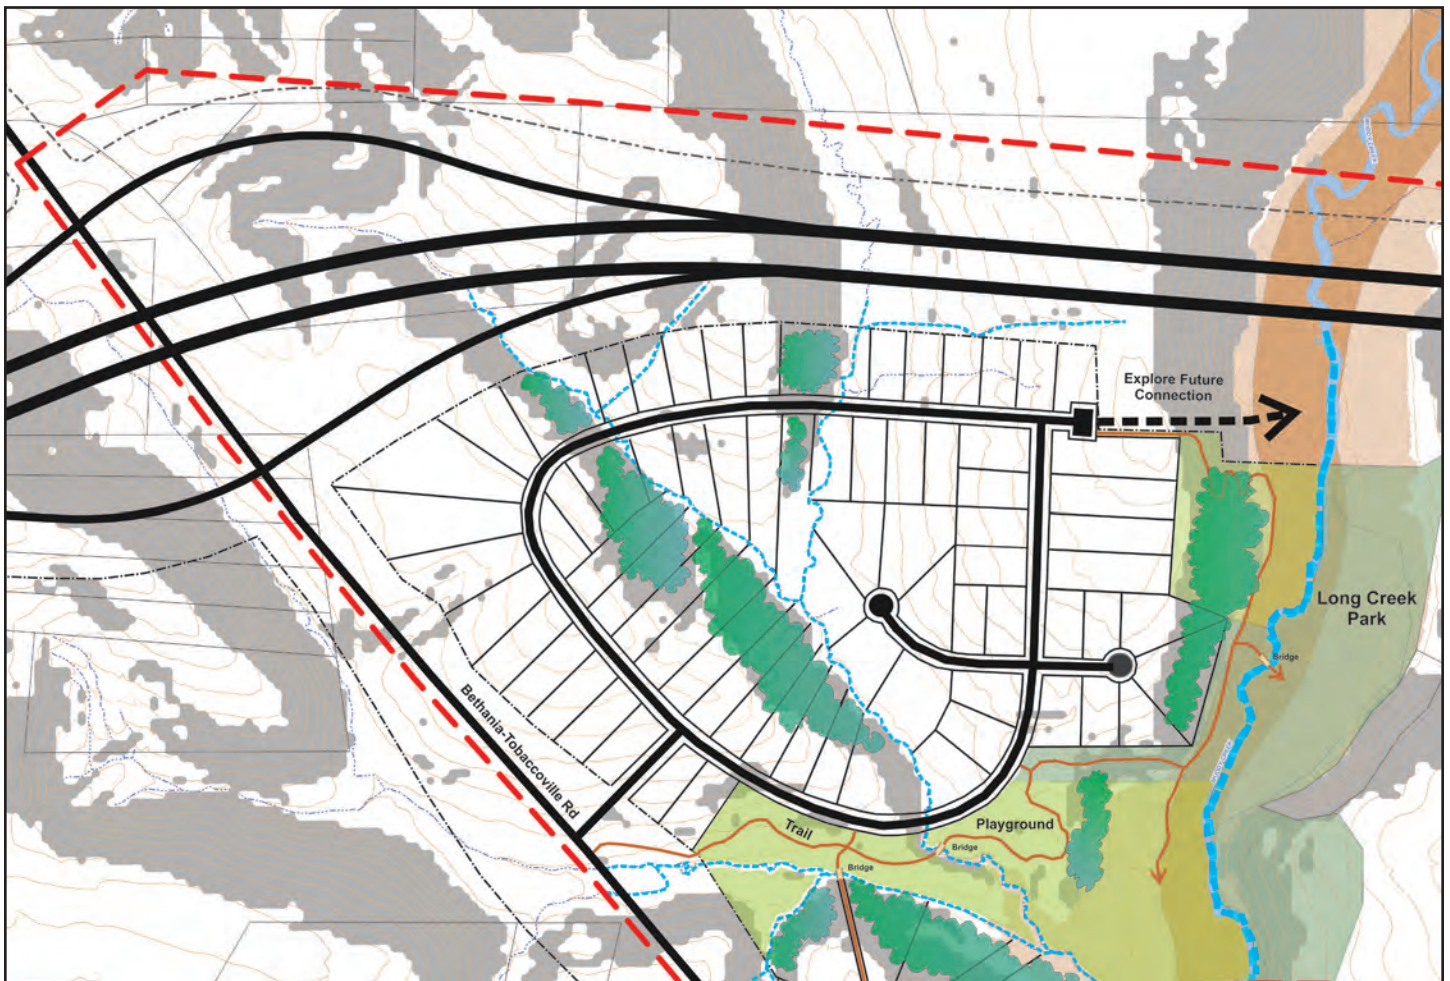 Explore Future
Connection
Long Creek
Park
Bridge
Bethania-Tobaccoville Rd
Trail
Playground
Bridge
Bridge